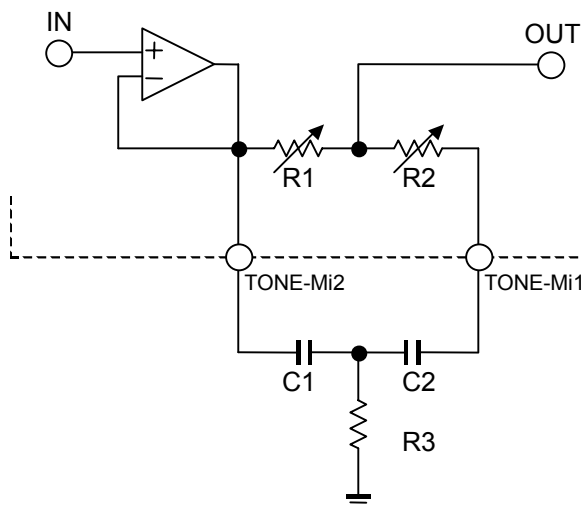 IN
OUT
+
−
R1
R2
TONE-Mi2
TONE-Mi1
C1
C2
R3